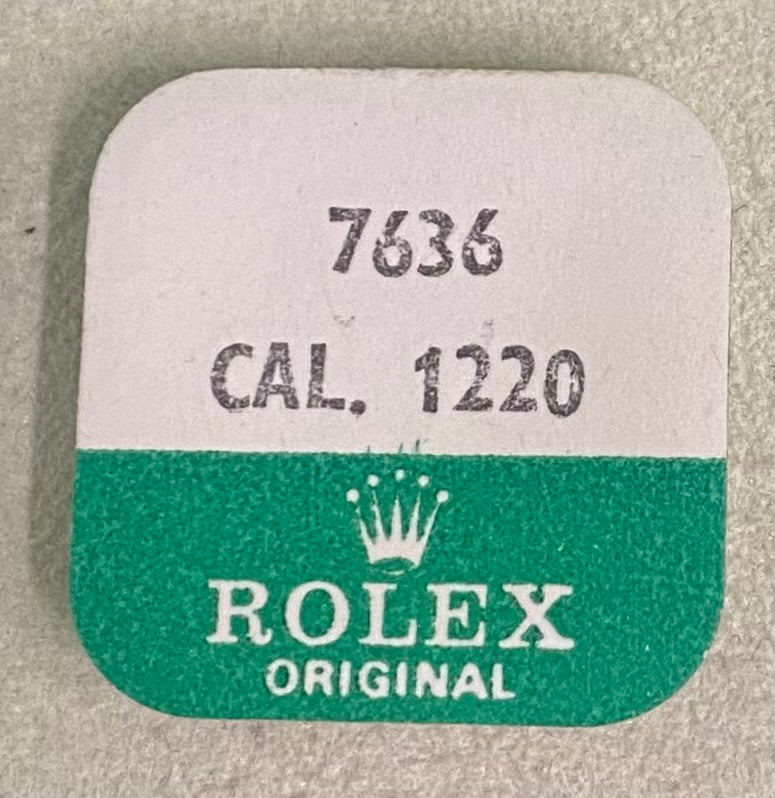 7636
CAL. 1220
ROLEX
ORIGINAL